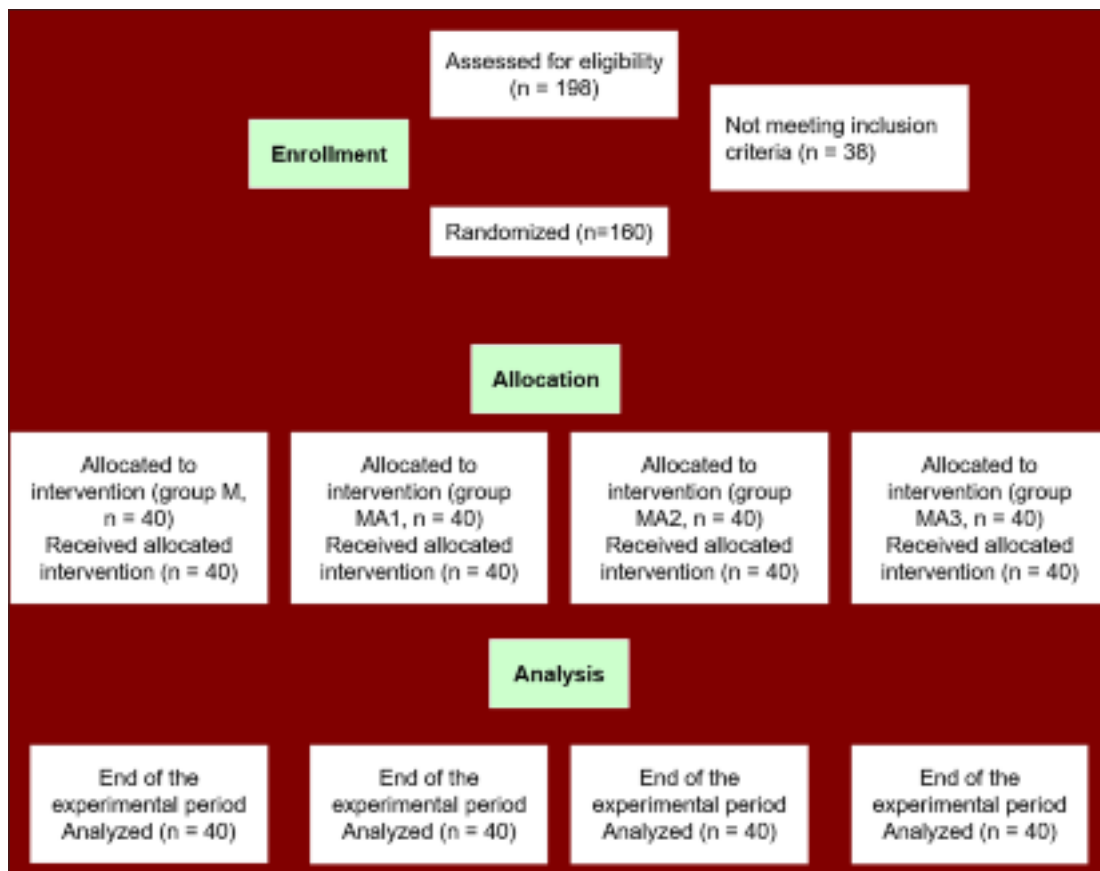 Assessed for eligibility
(n = 198)
Not meeting inclusion
criteria (n = 38)
Enrollment
Randomized (n=160)
Allocation
Allocated to
intervention (group M,
n = 40)
Received allocated
intervention (n = 40)
Allocated to
intervention (group
MA1, n = 40)
Received allocated
intervention (n = 40)
Allocated to
intervention (group
MA2, n = 40)
Received allocated
intervention (n = 40)
Allocated to
intervention (group
MA3, n = 40)
Received allocated
intervention (n = 40)
Analysis
End of the
experimental period
Analyzed (n = 40)
End of the
experimental period
Analyzed (n = 40)
End of the
experimental period
Analyzed (n = 40)
End of the
experimental period
Analyzed (n = 40)